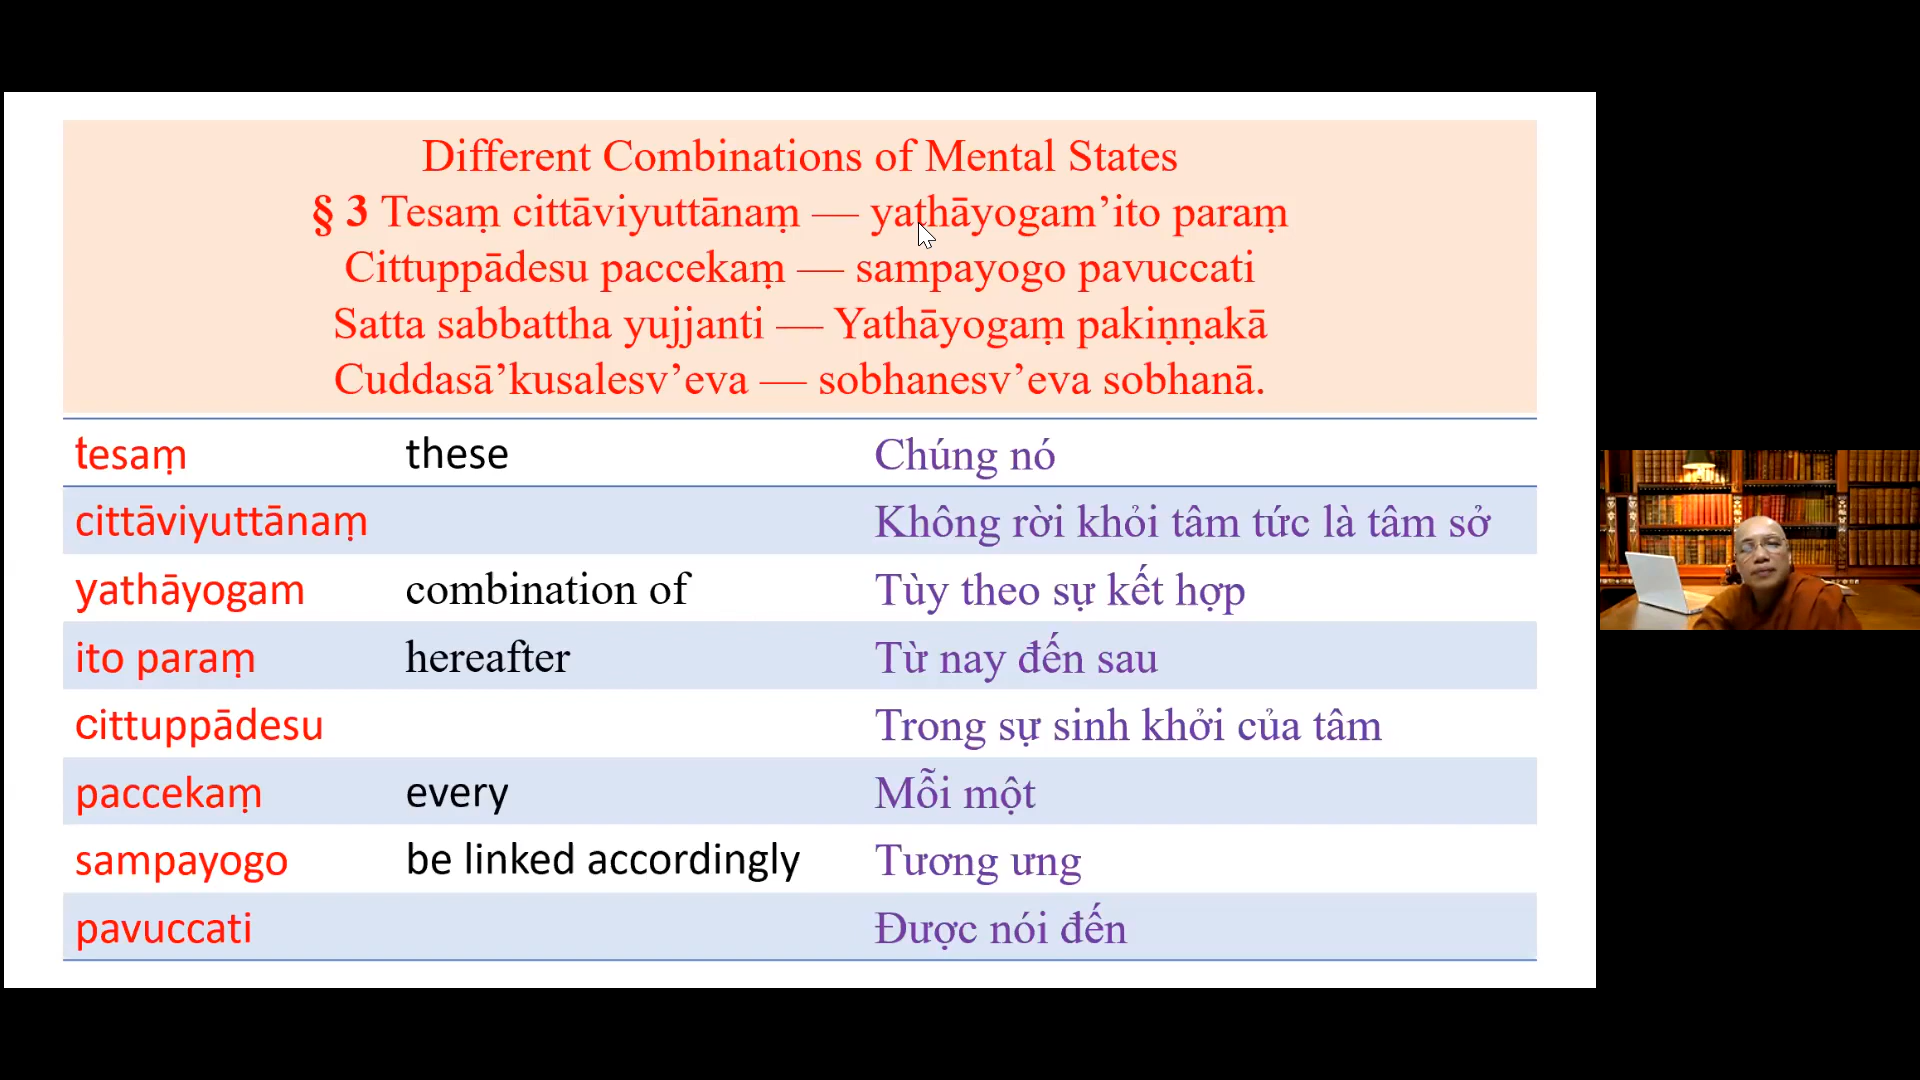 Different Combinations of Mental States
§ 3 Tesaṃ cittāviyuttānaṃ — yathāyogam’ito paraṃ
Cittuppādesu paccekaṃ — sampayogo pavuccati
Satta sabbattha yujjanti — Yathāyogaṃ pakiṇṇakā
Cuddasā’kusalesv’eva — sobhanesv’eva sobhanā.
tesaṃ these Chúng nó
cittāviyuttānaṃ Không rời khỏi tâm tức là tâm sở
yathāyogam combination of Tùy theo sự kết hợp
ito paraṃ hereafter Từ nay đến sau
cittuppādesu Trong sự sinh khởi của tâm
paccekaṃ every Mỗi một
sampayogo be linked accordingly Tương ưng
pavuccati Được nói đến